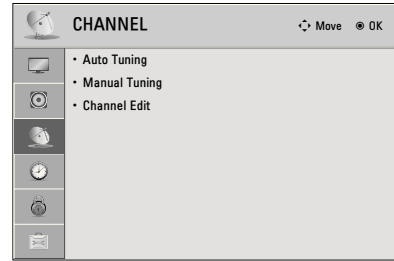 CHANNEL
Move OK
• Auto Tuning
• Manual Tuning
• Channel Edit